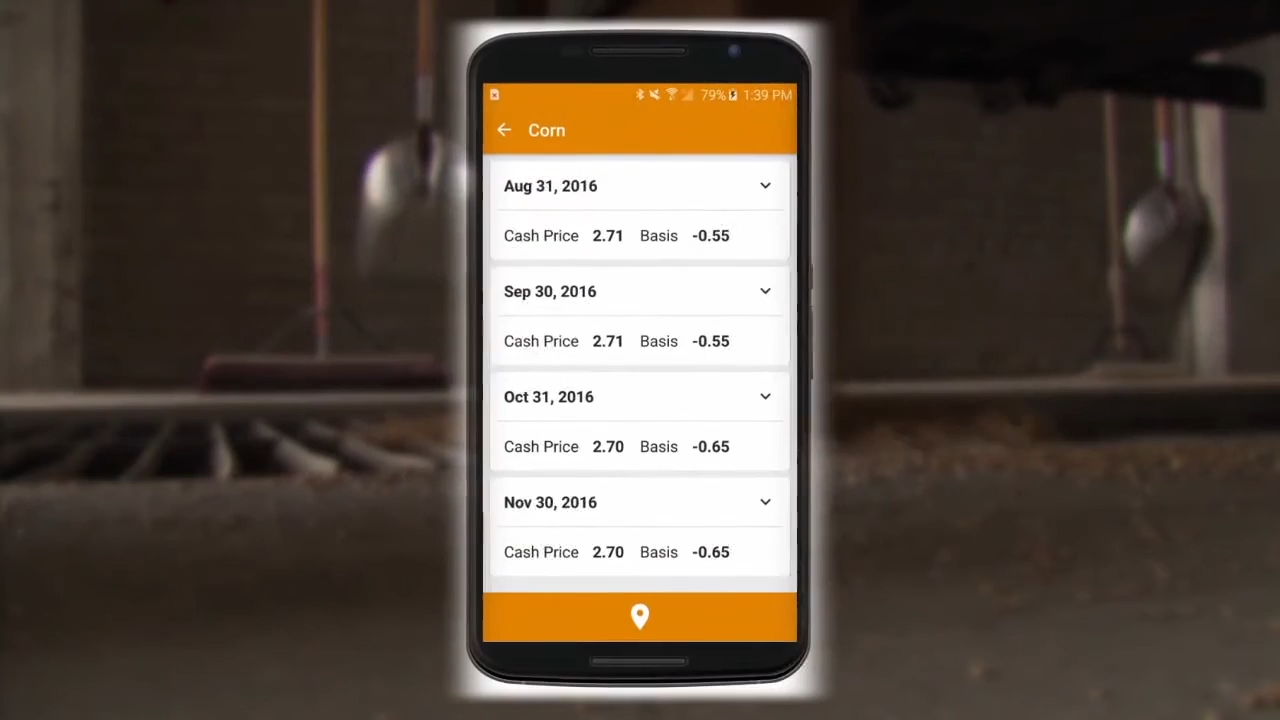 79% 1:39 PM
Corn
Aug 31, 2016
Cash Price 2.71 Basis -0.55
Sep 30, 2016
Cash Price 2.71 Basis -0.55
Oct 31, 2016
Cash Price 2.70 Basis -0.65
Nov 30, 2016
Cash Price 2.70 Basis -0.65